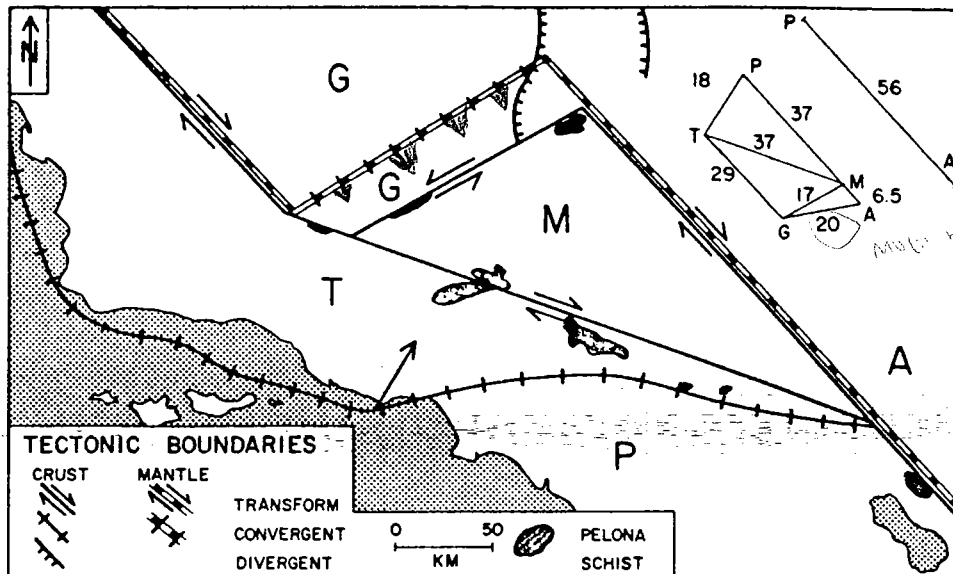 N
G
P
56
A
18
P
37
T
37
29
M
17
6.5
G
20
A
G
M
T
A
P
TECTONIC BOUNDARIES
CRUST MANTLE
TRANSFORM
CONVERGENT
DIVERGENT
0 50
KM
PELONA
SCHIST